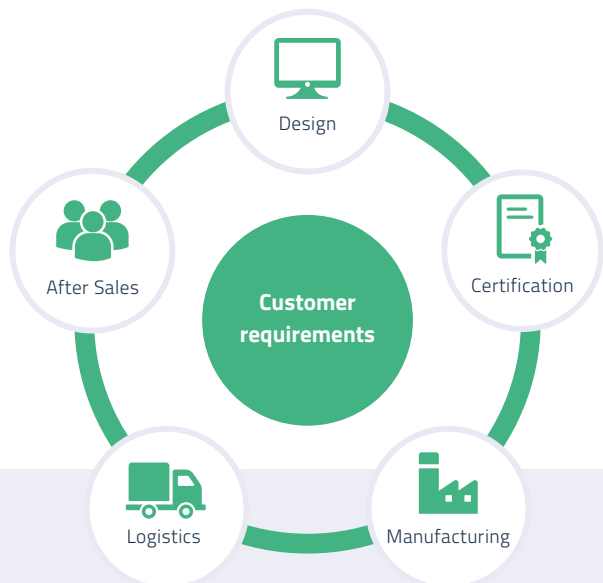 Design
After Sales
Certification
Customer
requirements
Logistics
Manufacturing